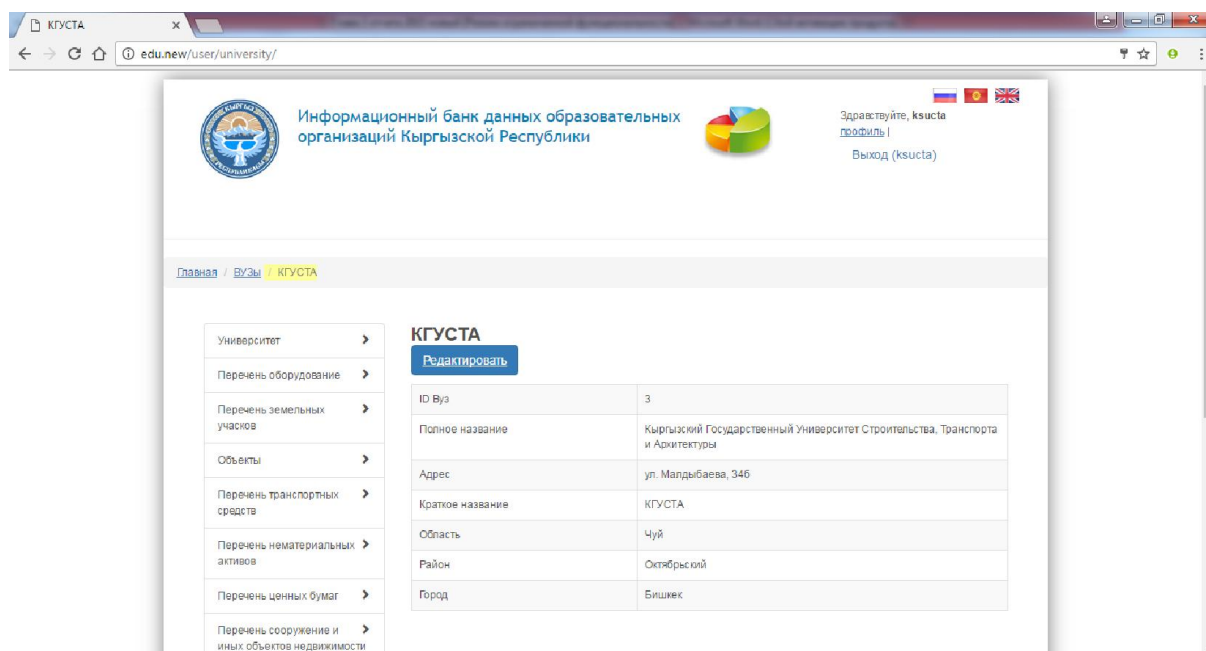 КГУСТА
edu.new/user/university/
Информационный банк данных образовательных
организаций Кыргызской Республики
Здравствуйте, ksucta
профиль |
Выход (ksucta)
Главная / ВУЗы / КГУСТА
Университет
Перечень оборудование
Перечень земельных
учасков
Объекты
Перечень транспортных
средств
Перечень нематериальных
активов
Перечень ценных бумаг
Перечень сооружение и
иных объектов недвижимости
КГУСТА
Редактировать
ID Вуз 3
Полное название Кыргызский Государственный Университет Строительства, Транспорта
и Архитектуры
Адрес ул. Малдыбаева, 34б
Краткое название КГУСТА
Область Чуй
Район Октябрьский
Город Бишкек